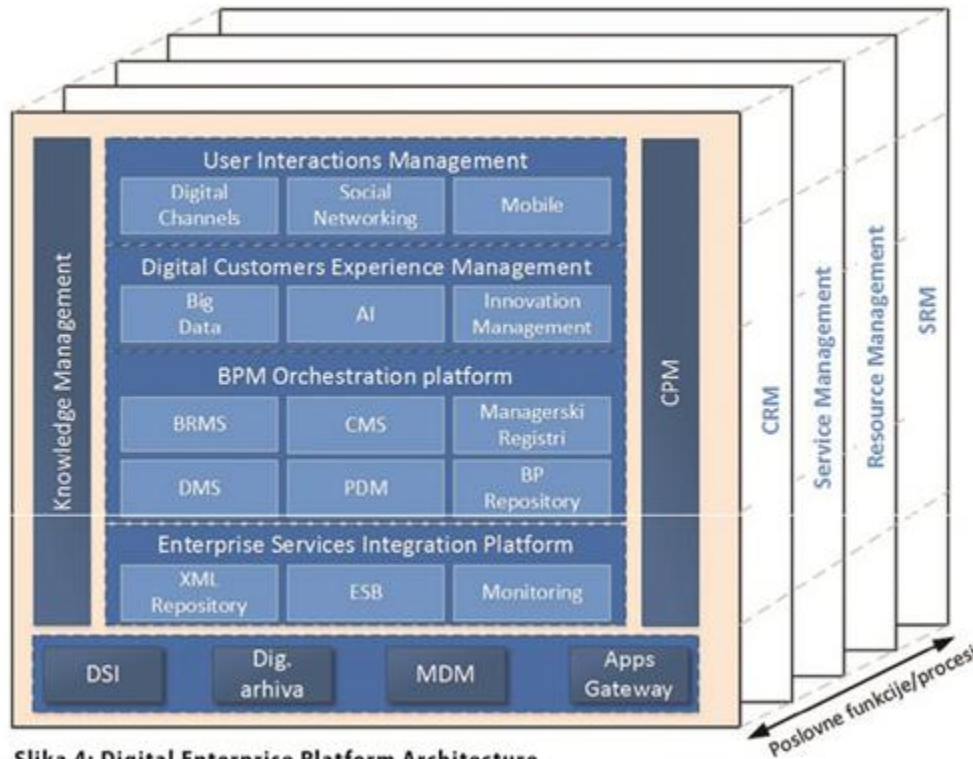 User Interactions Management
Digital
Channels
Social
Networking
Mobile
Digital Customers Experience Management
Big
Data
AI
Innovation
Management
BPM Orchestration platform
BRMS
CMS
Managerski
Registri
DMS
PDM
BP
Repository
Enterprise Services Integration Platform
XML
Repository
ESB
Monitoring
Knowledge Management
CPM
DSI
Dig.
arhiva
MDM
Apps
Gateway
CRM
Service Management
Resource Management
SRM
Poslovne funkcije/procesi
Slika 4: Digital Enterprise Platform Architecture